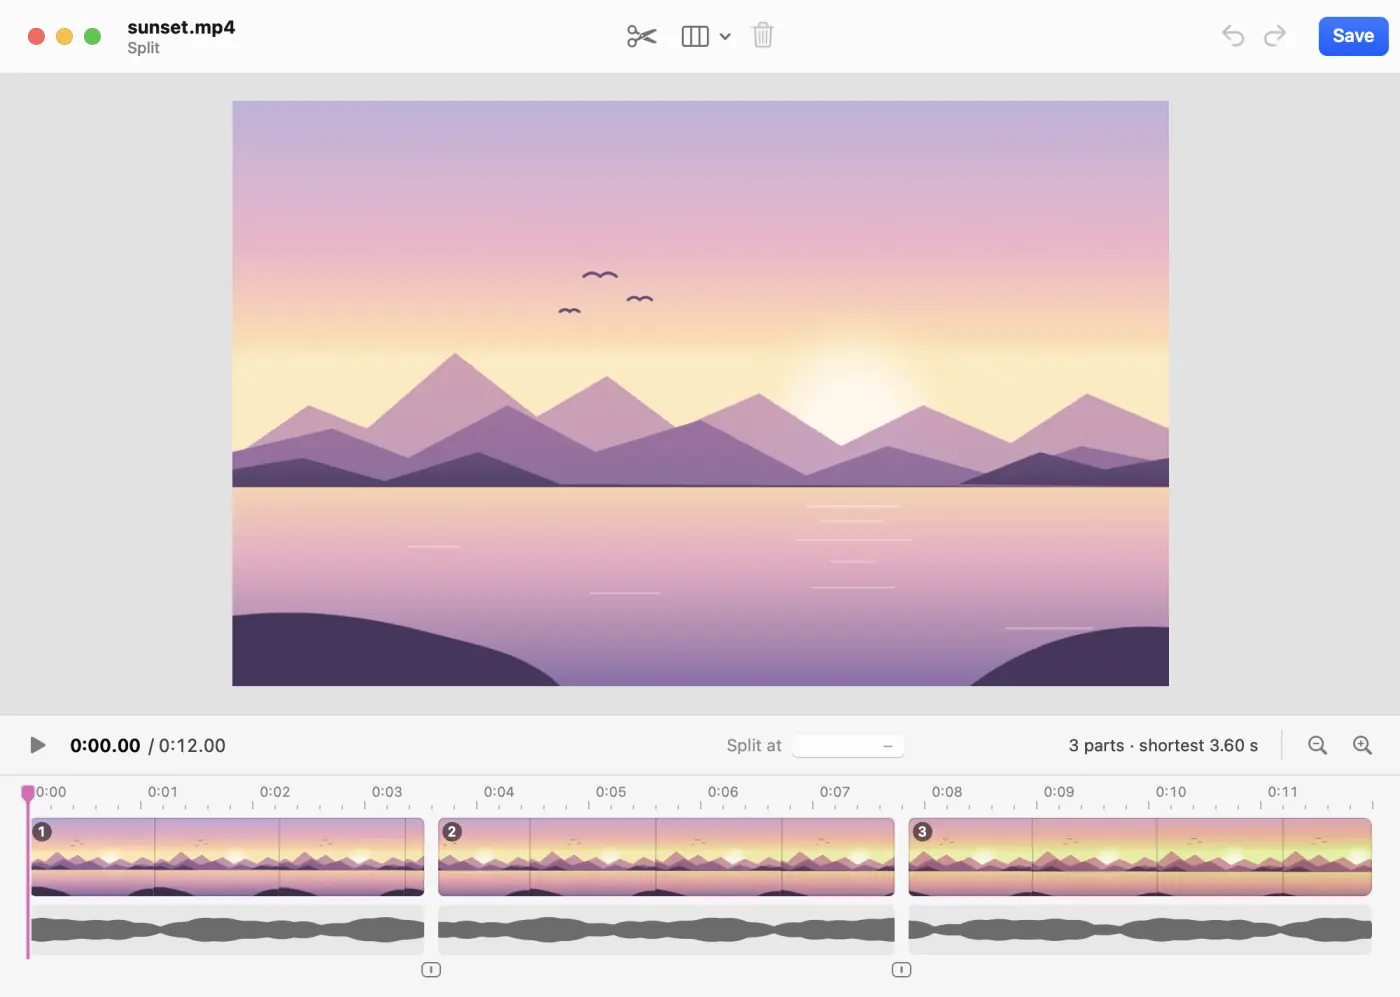 sunset.mp4
Split
Save
0:00.00 / 0:12.00
Split at –
3 parts · shortest 3.60 s
0:00 0:01 0:02 0:03 0:04 0:05 0:06 0:07 0:08 0:09 0:10 0:11
1 2 3